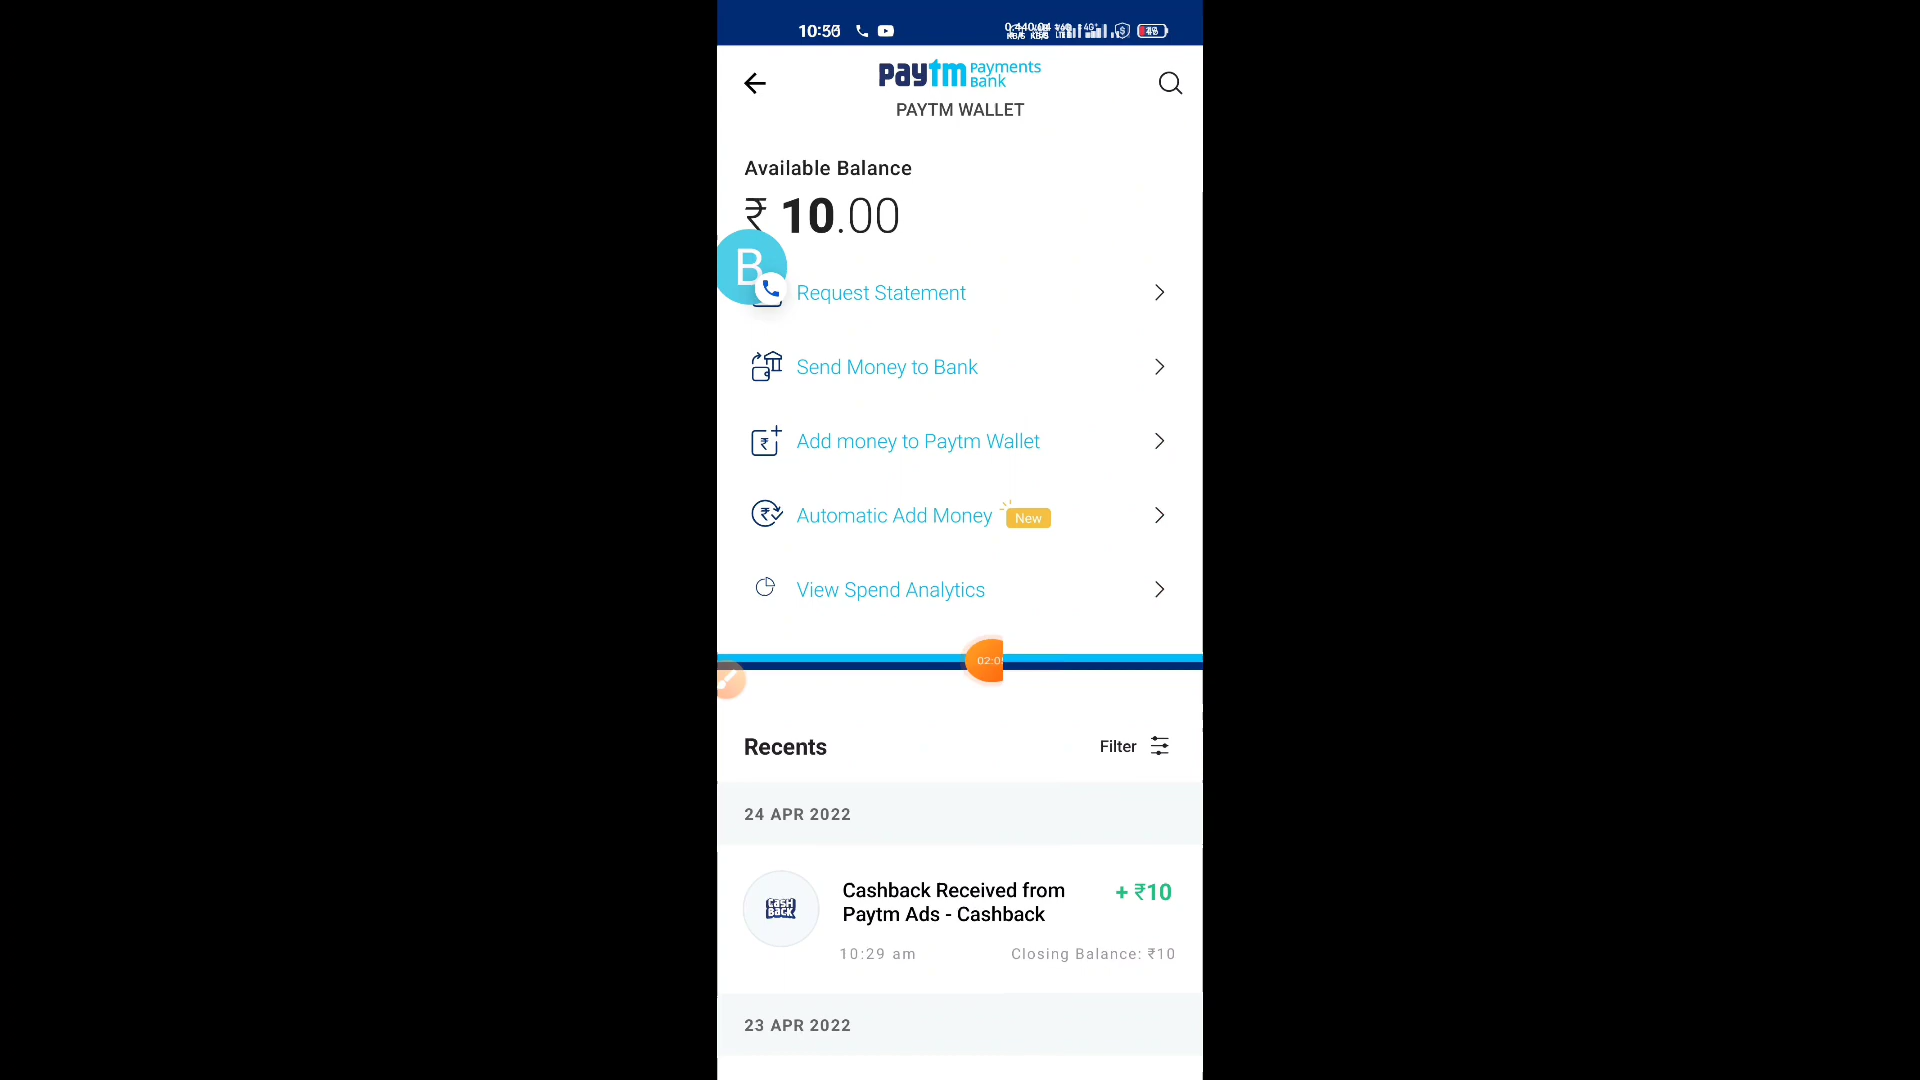 paytm Payments Bank
PAYTM WALLET
Available Balance
₹ 10.00
B
Request Statement
Send Money to Bank
Add money to Paytm Wallet
Automatic Add Money New
View Spend Analytics
Recents
Filter
24 APR 2022
CASH BACK
Cashback Received from
+ ₹10
Paytm Ads - Cashback
10:29 am
Closing Balance: ₹10
23 APR 2022